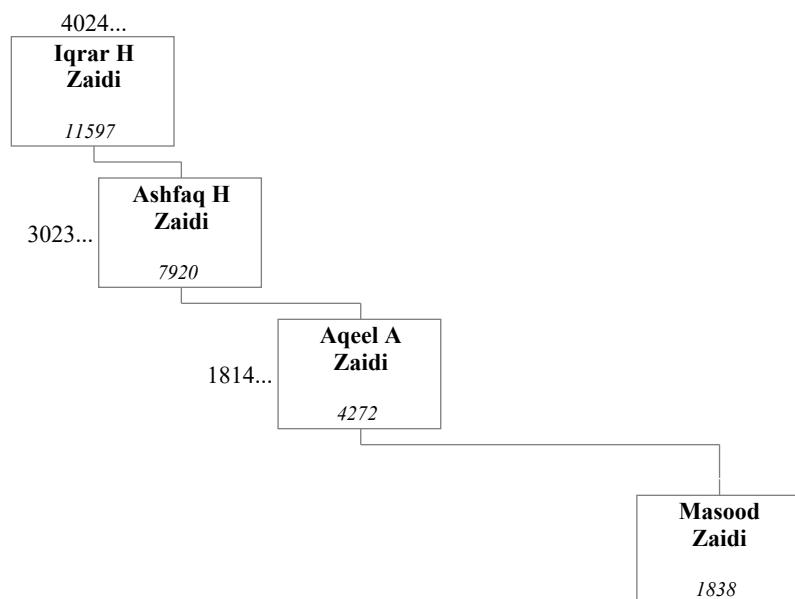 4024...
Iqrar H
Zaidi
11597
Ashfaq H
Zaidi
3023...
7920
Aqeel A
Zaidi
1814...
4272
Masood
Zaidi
1838